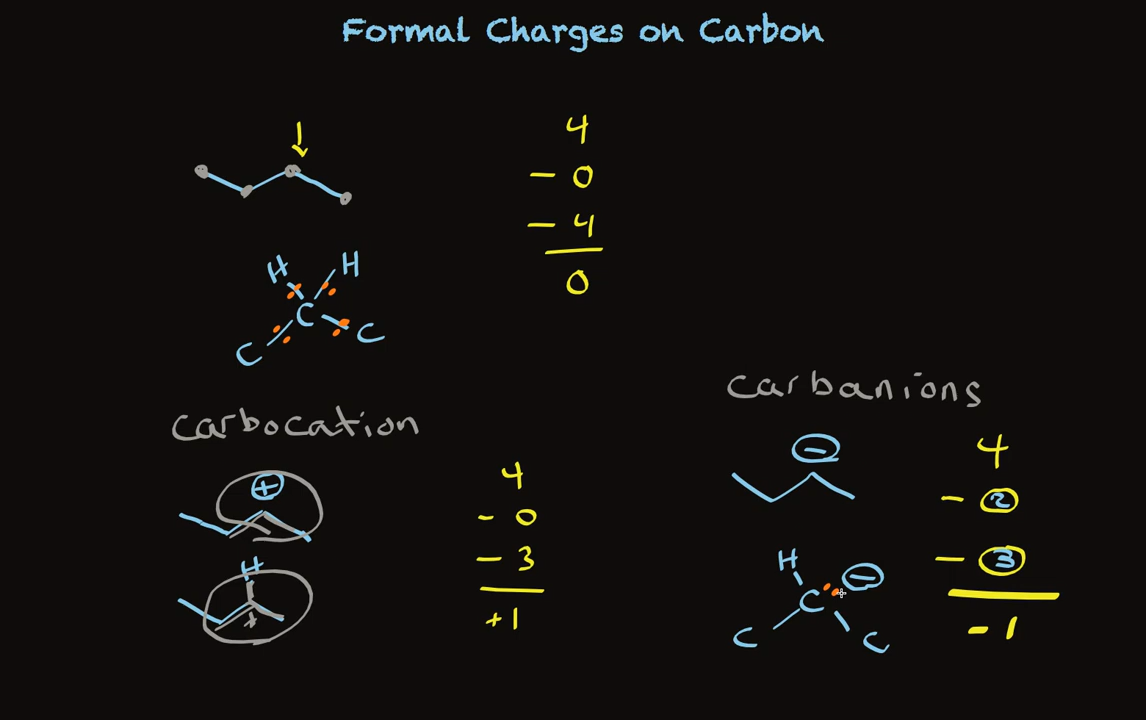 Formal Charges on Carbon
4
- 0
- 4
0
H H
C
C C
carbocation
+
4
- 0
- 3
+1
H
+
carbanions
-
4
- 2
- 3
-1
H -
C
C C